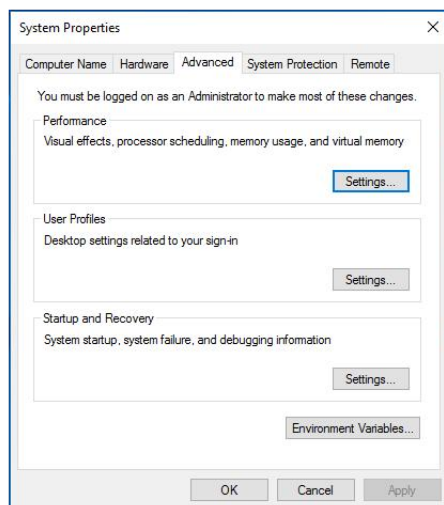 System Properties
Computer Name Hardware Advanced System Protection Remote
You must be logged on as an Administrator to make most of these changes.
Performance
Visual effects, processor scheduling, memory usage, and virtual memory
Settings...
User Profiles
Desktop settings related to your sign-in
Settings...
Startup and Recovery
System startup, system failure, and debugging information
Settings...
Environment Variables...
OK Cancel Apply